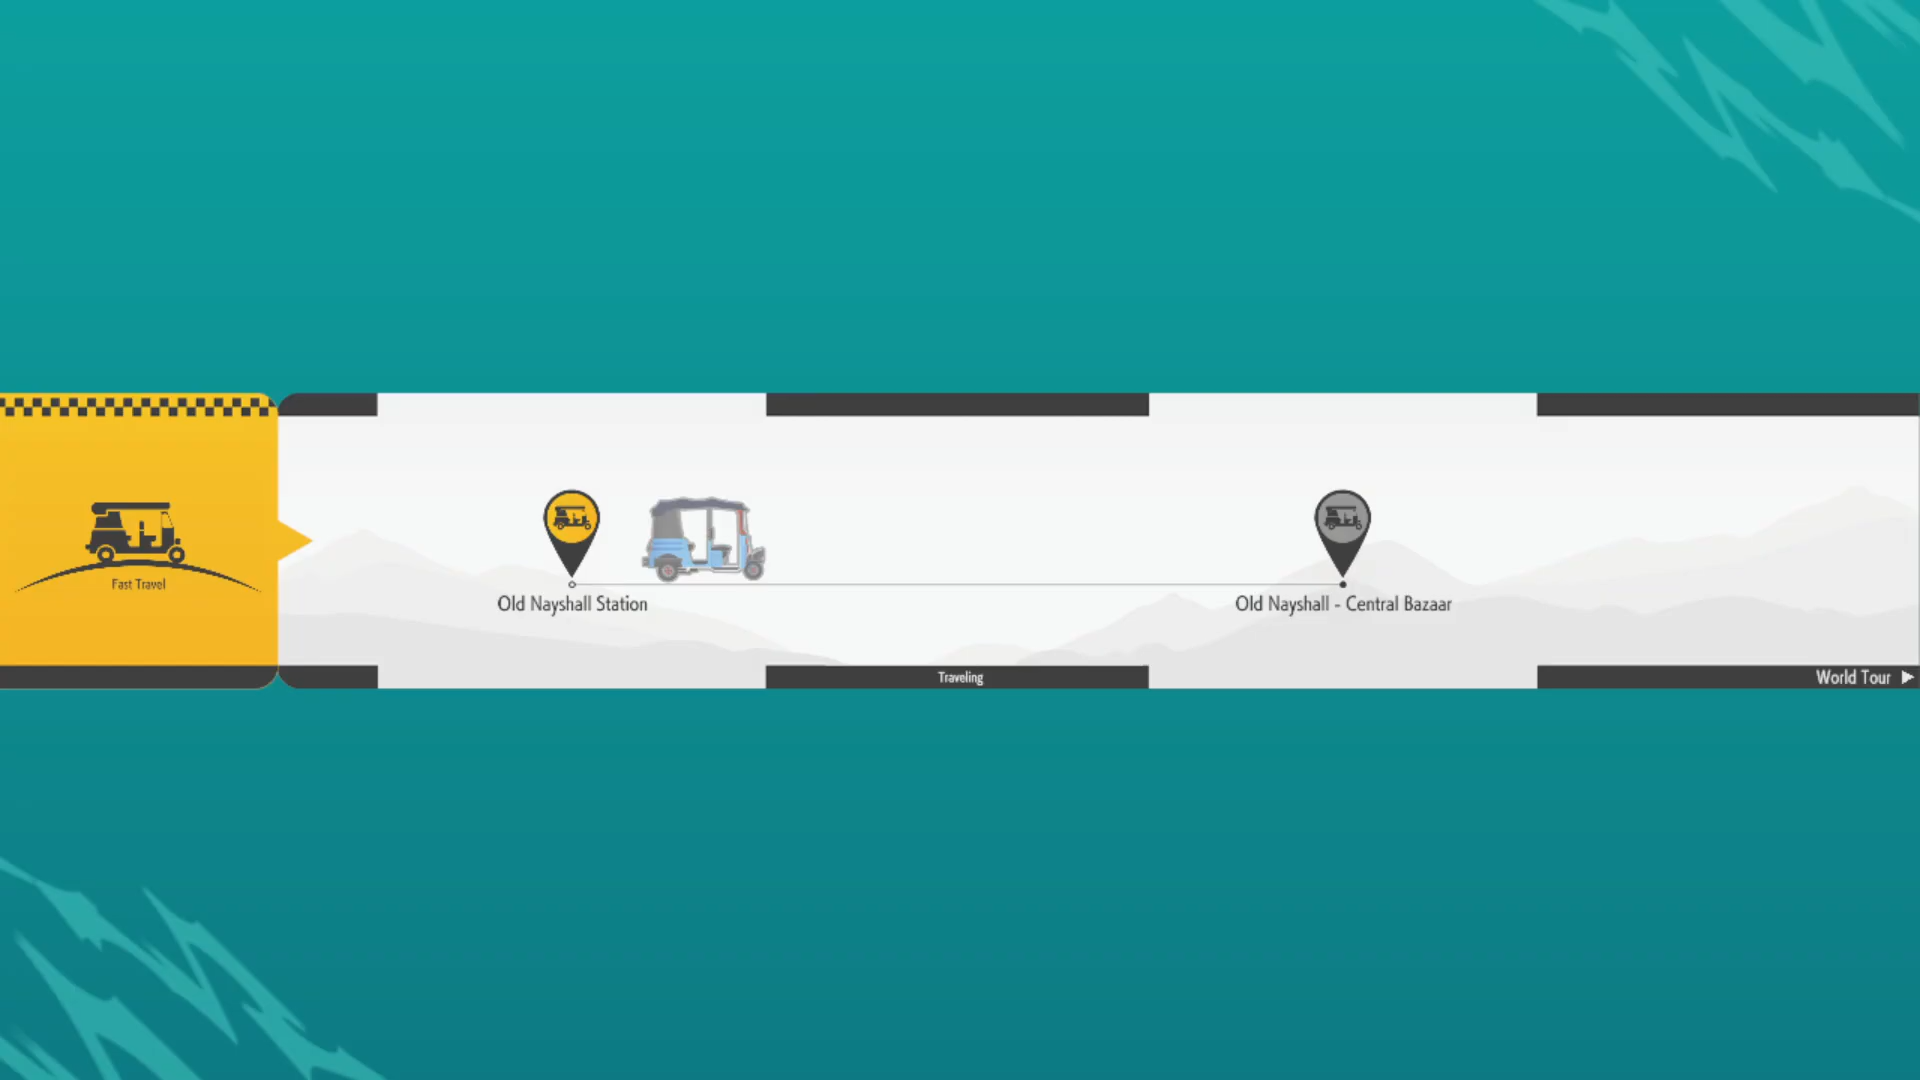 Fast Travel
Old Nayshall Station
Old Nayshall - Central Bazaar
Traveling
World Tour